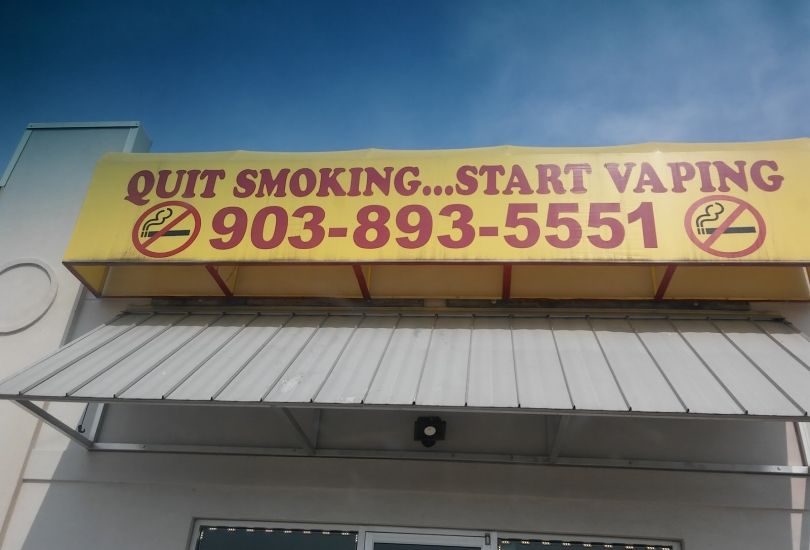 QUIT SMOKING...START VAPING
903-893-5551